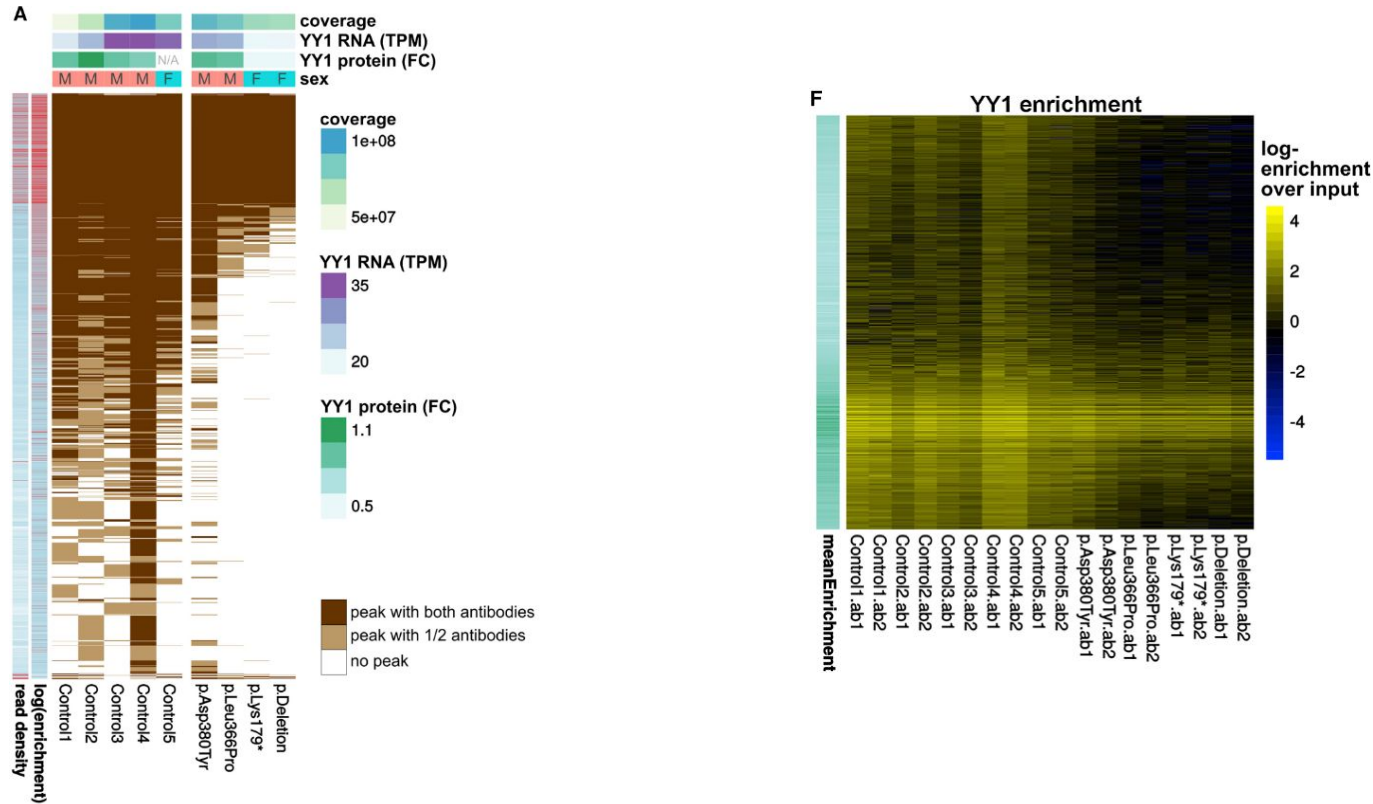 A
coverage
YY1 RNA (TPM)
YY1 protein (FC)
N/A
sex
M M M M F M M F F
coverage
1e+08
5e+07
YY1 RNA (TPM)
35
20
YY1 protein (FC)
1.1
0.5
peak with both antibodies
peak with 1/2 antibodies
no peak
read density
log(enrichment)
Control1
Control2
Control3
Control4
Control5
p.Asp380Tyr
p.Leu366Pro
p.Lys179*
p.Deletion
F
YY1 enrichment
log-
enrichment
over input
4
2
0
-2
-4
meanEnrichment
Control1.ab1
Control1.ab2
Control2.ab1
Control2.ab2
Control3.ab1
Control3.ab2
Control4.ab1
Control4.ab2
Control5.ab1
Control5.ab2
p.Asp380Tyr.ab1
p.Asp380Tyr.ab2
p.Leu366Pro.ab1
p.Leu366Pro.ab2
p.Lys179*.ab1
p.Lys179*.ab2
p.Deletion.ab1
p.Deletion.ab2